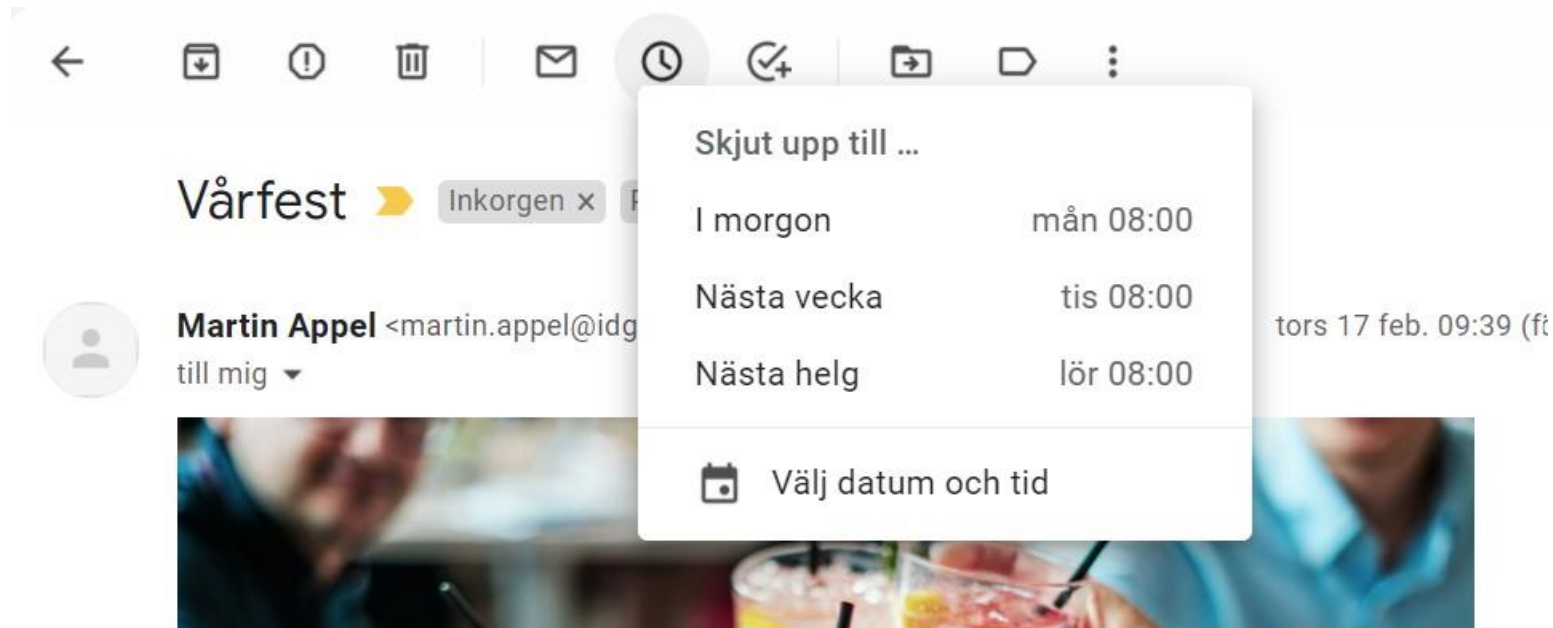 Skjut upp till ...
Vårfest Inkorgen ×
I morgon mån 08:00
Nästa vecka tis 08:00
Martin Appel <martin.appel@idg tors 17 feb. 09:39
till mig
Nästa helg lör 08:00
Välj datum och tid